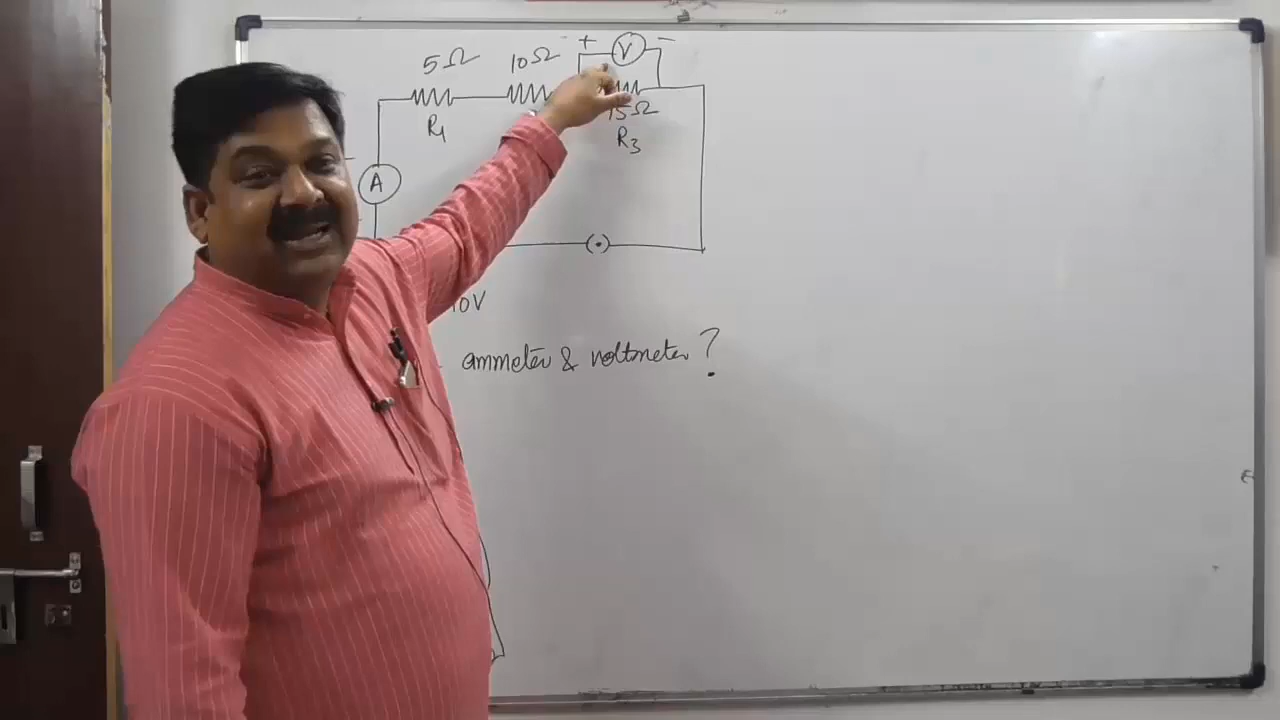 + V −
5Ω 10Ω
15Ω
R1 R3
A
10V
ammeter & voltmeter ?